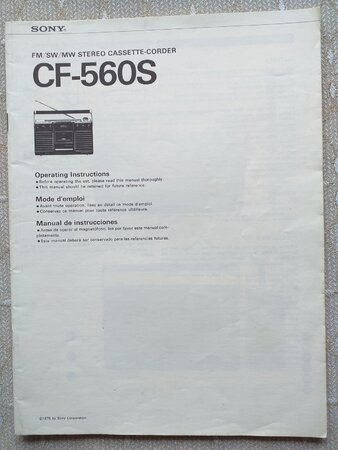 SONY
FM/SW/MW STEREO CASSETTE-CORDER
CF-560S
Operating Instructions
● Before operating the set, please read this manual thoroughly.
● This manual should be retained for future reference.
Mode d'emploi
● Avant toute opération, lisez en détail ce mode d'emploi.
● Conservez ce manuel pour toute référence ultérieure.
Manual de instrucciones
● Antes de operar el magnetófono, lea por favor este manual com-
pletamente.
● Este manual deberá ser conservado para las referencias futuras.
by Sony Corporation